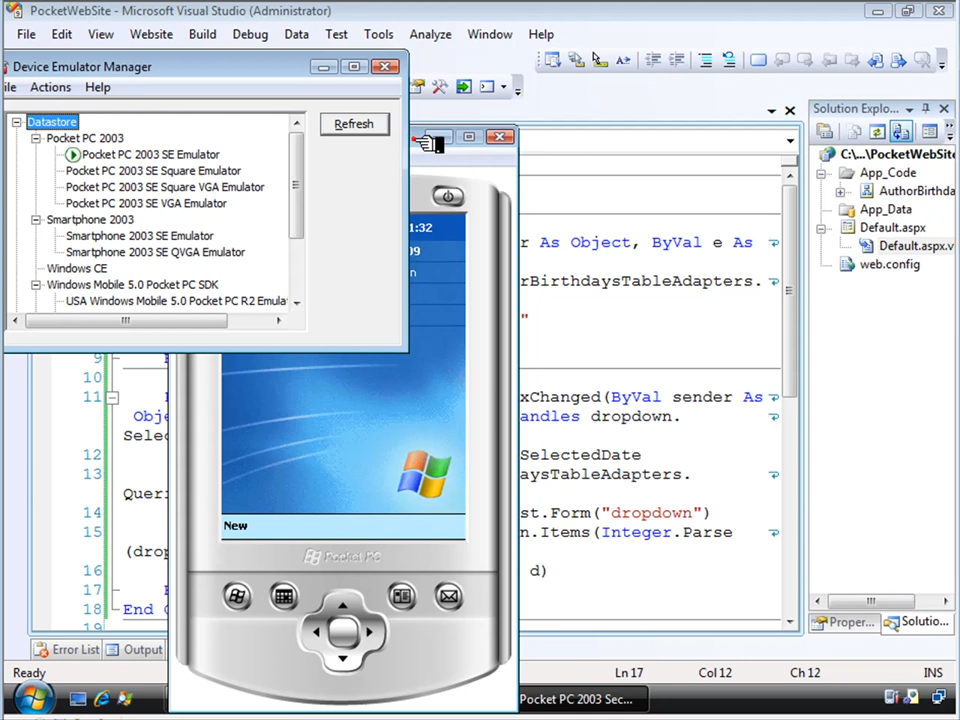 PocketWebSite - Microsoft Visual Studio (Administrator)
File Edit View Website Build Debug Data Test Tools Analyze Window Help
Device Emulator Manager
ile Actions Help
Datastore
Refresh
Pocket PC 2003
Pocket PC 2003 SE Emulator
Pocket PC 2003 SE Square Emulator
Pocket PC 2003 SE Square VGA Emulator
Pocket PC 2003 SE VGA Emulator
Smartphone 2003
Smartphone 2003 SE Emulator
Smartphone 2003 SE QVGA Emulator
Windows CE
Windows Mobile 5.0 Pocket PC SDK
USA Windows Mobile 5.0 Pocket PC R2 Emula
1:32
09
n
New
Pocket PC
r As Object, ByVal e As
rBirthdaysTableAdapters.
"
9
10
11
xChanged(ByVal sender As
Obje
andles dropdown.
Selec
12
SelectedDate
13
ysTableAdapters.
Querr
14
st.Form("dropdown")
15
n.Items(Integer.Parse
(drop
16
d)
17
18 End
19
Solution Explo...
C:\...\PocketWebSite
App_Code
AuthorBirthda
App_Data
Default.aspx
Default.aspx.v
web.config
Proper... Solutio...
Error List Output
Ready Ln 17 Col 12 Ch 12 INS
Pocket PC 2003 Sec...